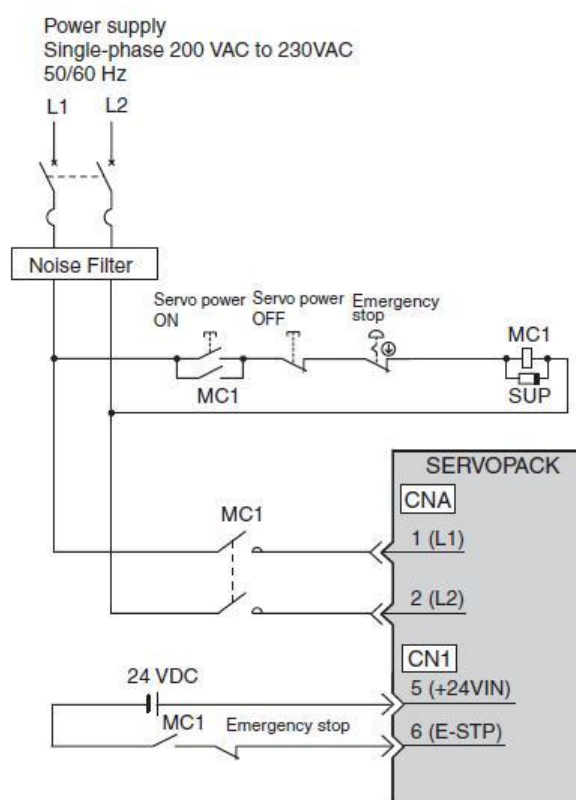 Power supply
Single-phase 200 VAC to 230VAC
50/60 Hz
L1 L2
Noise Filter
Servo power
ON
Servo power
OFF
Emergency
stop
MC1
MC1
SUP
SERVOPACK
CNA
MC1
1 (L1)
2 (L2)
CN1
24 VDC
5 (+24VIN)
MC1
Emergency stop
6 (E-STP)